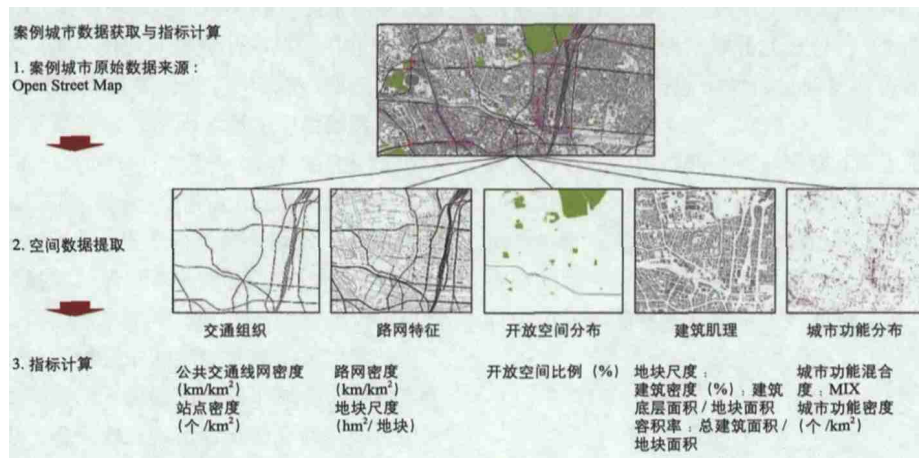 案例城市数据获取与指标计算
1. 案例城市原始数据来源：
Open Street Map
2. 空间数据提取
交通组织
路网特征
开放空间分布
建筑肌理
城市功能分布
3. 指标计算
公共交通线网密度
(km/km²)
站点密度
(个 /km²)
路网密度
(km/km²)
地块尺度
(hm²/ 地块)
开放空间比例（%）
地块尺度：
建筑密度（%）：建筑
底层面积 / 地块面积
容积率：总建筑面积 /
地块面积
城市功能混合
度：MIX
城市功能密度
(个 /km²)